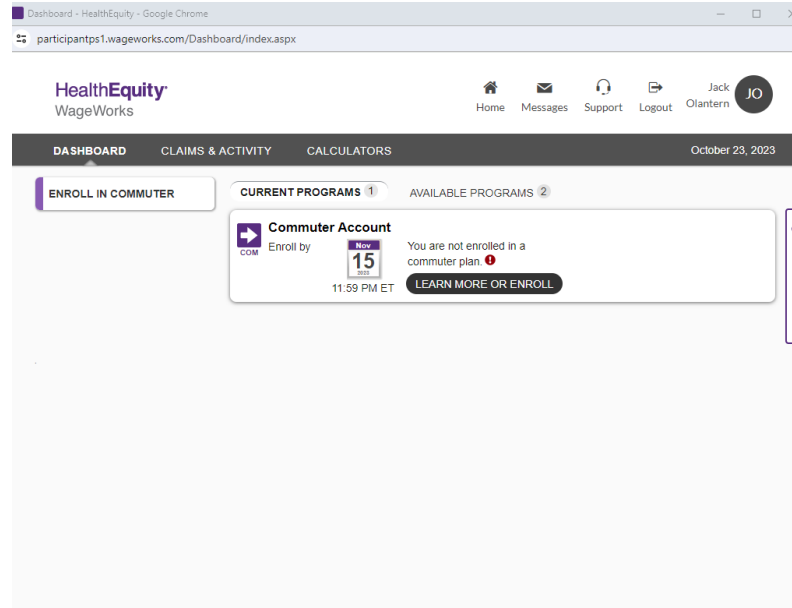 Dashboard - HealthEquity - Google Chrome
participantps1.wageworks.com/Dashboard/index.aspx
HealthEquity
WageWorks
Home
Messages
Support
Logout
Jack
Olantern
JO
DASHBOARD
CLAIMS & ACTIVITY
CALCULATORS
October 23, 2023
ENROLL IN COMMUTER
CURRENT PROGRAMS 1
AVAILABLE PROGRAMS 2
COM
Commuter Account
Enroll by
Nov
15
2023
11:59 PM ET
You are not enrolled in a
commuter plan.
LEARN MORE OR ENROLL